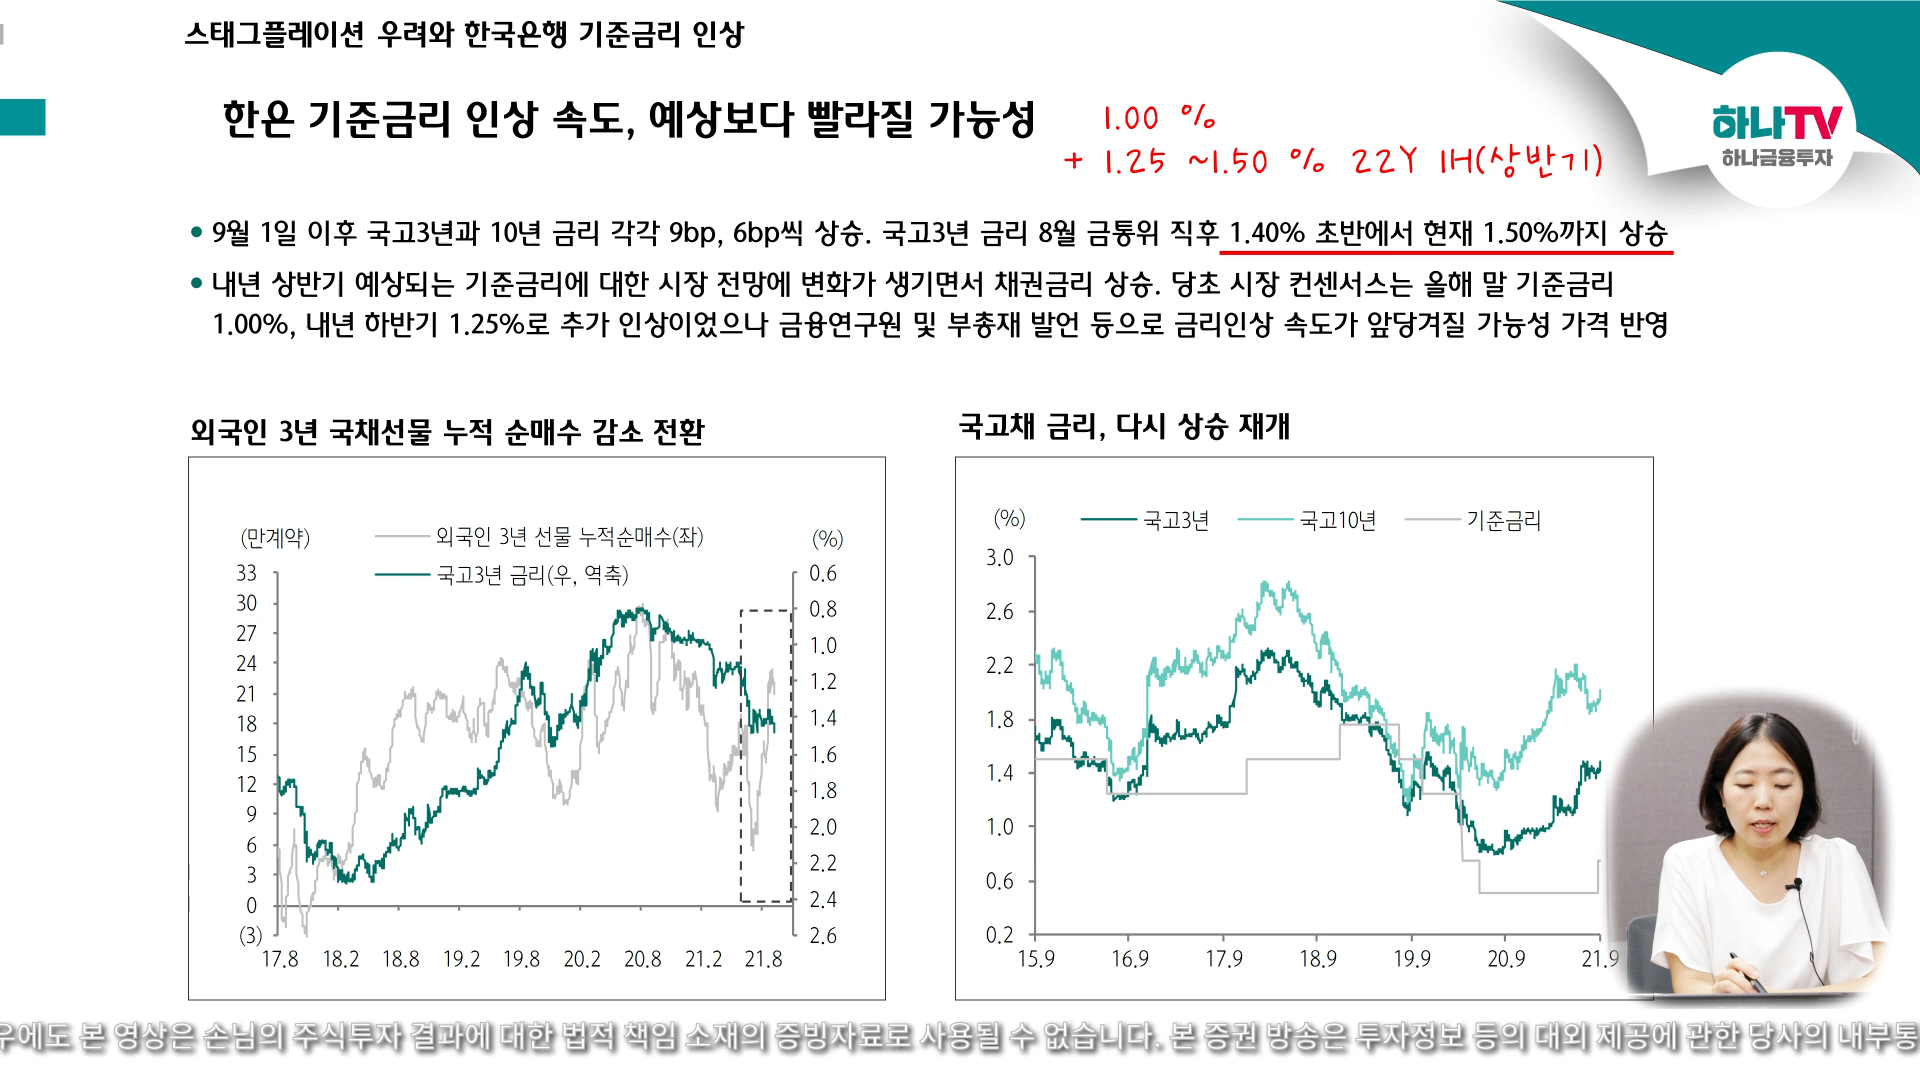 스태그플레이션 우려와 한국은행 기준금리 인상
한은 기준금리 인상 속도, 예상보다 빨라질 가능성
1.00 %
+ 1.25 ~1.50 % 22Y 1H(상반기)
하나TV
하나금융투자
• 9월 1일 이후 국고3년과 10년 금리 각각 9bp, 6bp씩 상승. 국고3년 금리 8월 금통위 직후 1.40% 초반에서 현재 1.50%까지 상승
• 내년 상반기 예상되는 기준금리에 대한 시장 전망에 변화가 생기면서 채권금리 상승. 당초 시장 컨센서스는 올해 말 기준금리
1.00%, 내년 하반기 1.25%로 추가 인상이었으나 금융연구원 및 부총재 발언 등으로 금리인상 속도가 앞당겨질 가능성 가격 반영
외국인 3년 국채선물 누적 순매수 감소 전환
(만계약)
외국인 3년 선물 누적순매수(좌)
(%)
국고3년 금리(우, 역축)
33
30
27
24
21
18
15
12
9
6
3
0
(3)
0.6
0.8
1.0
1.2
1.4
1.6
1.8
2.0
2.2
2.4
2.6
17.8 18.2 18.8 19.2 19.8 20.2 20.8 21.2 21.8
국고채 금리, 다시 상승 재개
(%)
국고3년 국고10년 기준금리
3.0
2.6
2.2
1.8
1.4
1.0
0.6
0.2
15.9 16.9 17.9 18.9 19.9 20.9 21.9
우에도 본 영상은 손님의 주식투자 결과에 대한 법적 책임 소재의 증빙자료로 사용될 수 없습니다. 본 증권 방송은 투자정보 등의 대외 제공에 관한 당사의 내부통